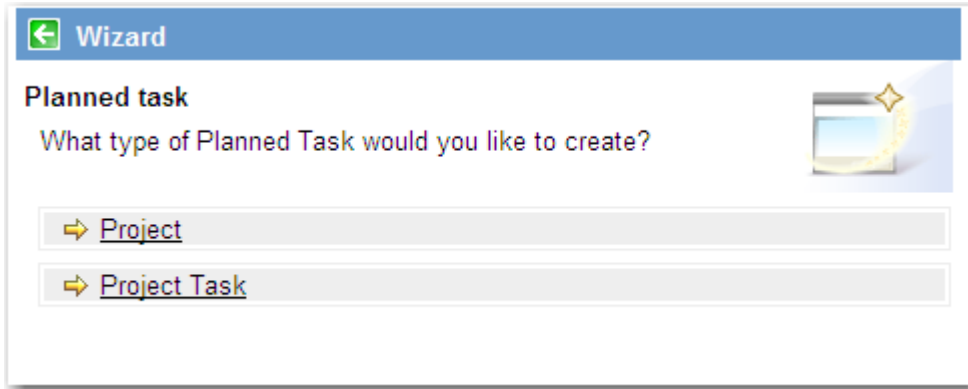 Wizard
Planned task
What type of Planned Task would you like to create?
Project
Project Task